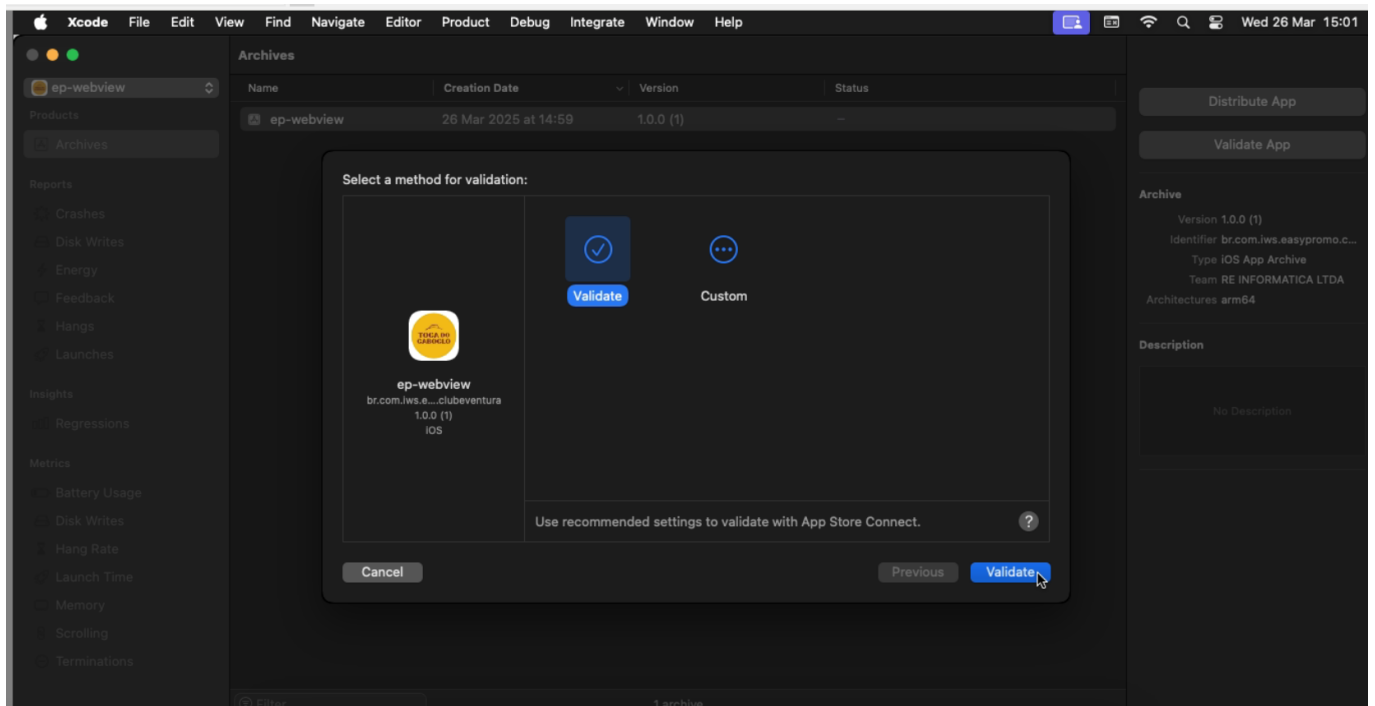 Xcode File Edit View Find Navigate Editor Product Debug Integrate Window Help Wed 26 Mar 15:01
Archives
ep-webview
Name Creation Date Version Status
Products
ep-webview 26 Mar 2025 at 14:59 1.0.0 (1) –
Archives
Reports
Crashes
Disk Writes
Energy
Feedback
Hangs
Launches
Insights
Regressions
Metrics
Battery Usage
Disk Writes
Hang Rate
Launch Time
Memory
Scrolling
Terminations
Select a method for validation:
TOCA DO
CABOCLO
ep-webview
br.com.iws.e....clubeventura
1.0.0 (1)
iOS
Validate
Custom
Use recommended settings to validate with App Store Connect.
?
Cancel
Previous
Validate
Distribute App
Validate App
Archive
Version 1.0.0 (1)
Identifier br.com.iws.easypromo.c...
Type iOS App Archive
Team RE INFORMATICA LTDA
Architectures arm64
Description
No Description
Filter
1 archive